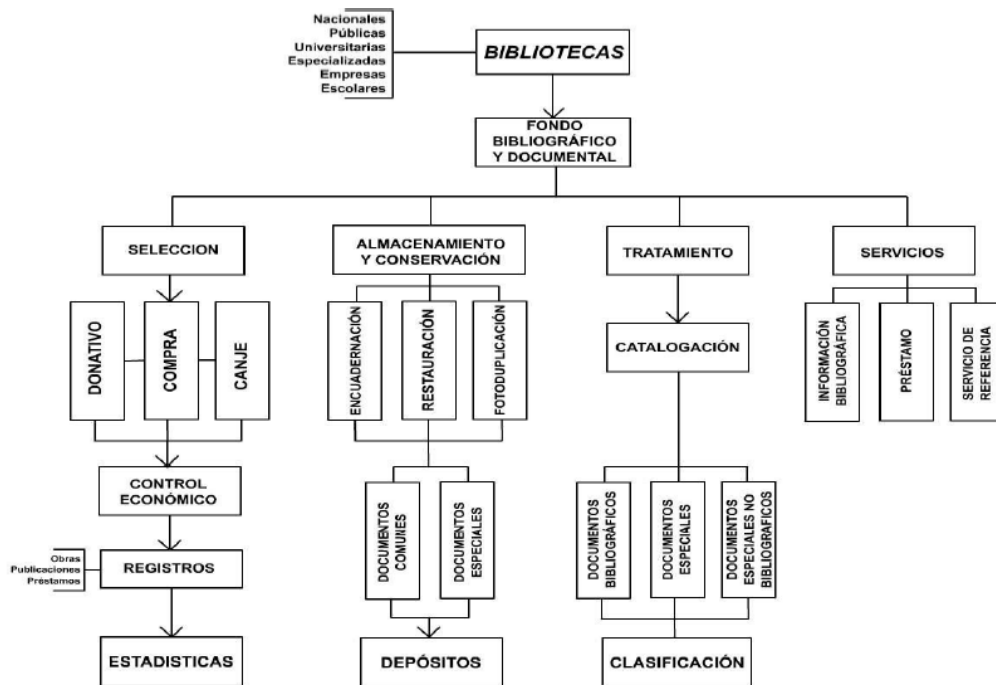 Nacionales
Públicas
Universitarias
Especializadas
Empresas
Escolares
BIBLIOTECAS
FONDO
BIBLIOGRÁFICO
Y DOCUMENTAL
SELECCION
ALMACENAMIENTO
Y CONSERVACIÓN
TRATAMIENTO
SERVICIOS
DONATIVO
COMPRA
CANJE
ENCUADERNACIÓN
RESTAURACIÓN
FOTODUPLICACIÓN
CATALOGACIÓN
INFORMACIÓN
BIBLIOGRÁFICA
PRÉSTAMO
SERVICIO DE
REFERENCIA
CONTROL
ECONÓMICO
DOCUMENTOS
COMUNES
DOCUMENTOS
ESPECIALES
DOCUMENTOS
BIBLIOGRÁFICOS
DOCUMENTOS
ESPECIALES
DOCUMENTOS
ESPECIALES NO
BIBLIOGRAFICOS
Obras
Publicaciones
Préstamos
REGISTROS
ESTADISTICAS
DEPÓSITOS
CLASIFICACIÓN